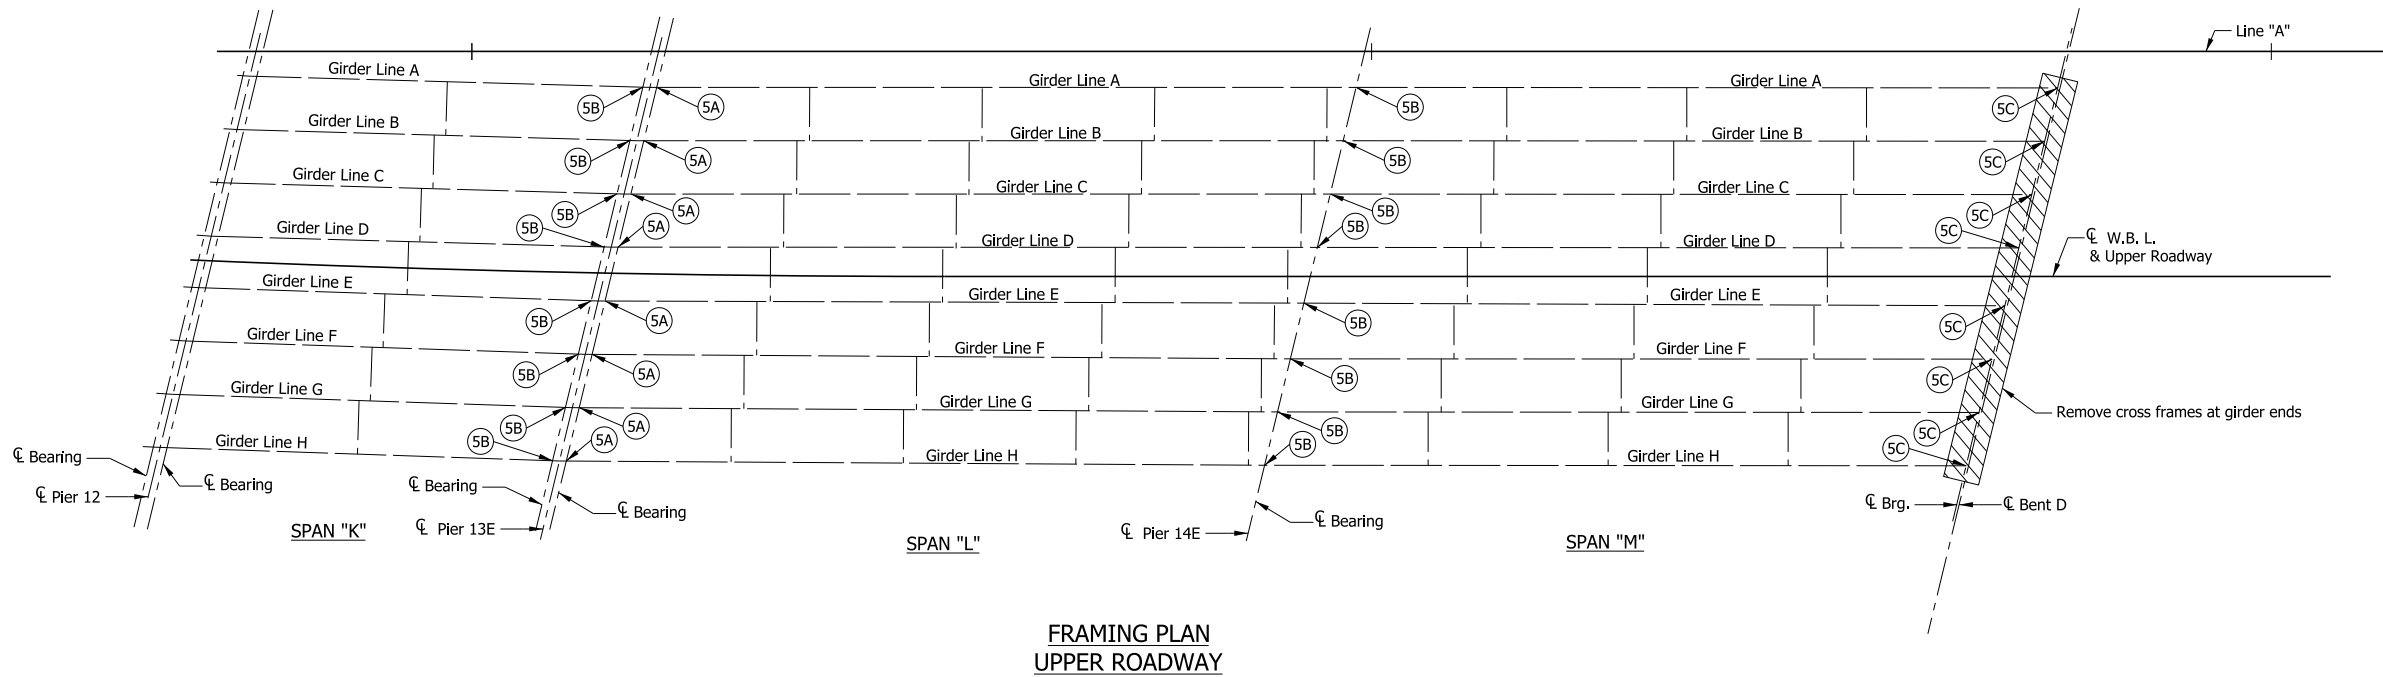 Line "A"
Girder Line A
Girder Line A
Girder Line A
5B
5A
5B
5C
Girder Line B
Girder Line B
Girder Line B
5B
5A
5B
5C
Girder Line C
Girder Line C
Girder Line C
5B
5A
5B
5C
Girder Line D
Girder Line D
Girder Line D
5B
5A
5B
5C
℄ W.B. L.
& Upper Roadway
Girder Line E
Girder Line E
Girder Line E
5B
5A
5B
5C
Girder Line F
Girder Line F
Girder Line F
5B
5A
5B
5C
Girder Line G
Girder Line G
Girder Line G
5B
5A
5B
5C
Remove cross frames at girder ends
Girder Line H
Girder Line H
Girder Line H
5B
5A
5B
5C
℄ Bearing
℄ Bearing
℄ Pier 12
℄ Bearing
℄ Bearing
℄ Pier 13E
℄ Bearing
℄ Pier 14E
℄ Brg.
℄ Bent D
SPAN "K"
SPAN "L"
SPAN "M"
FRAMING PLAN
UPPER ROADWAY